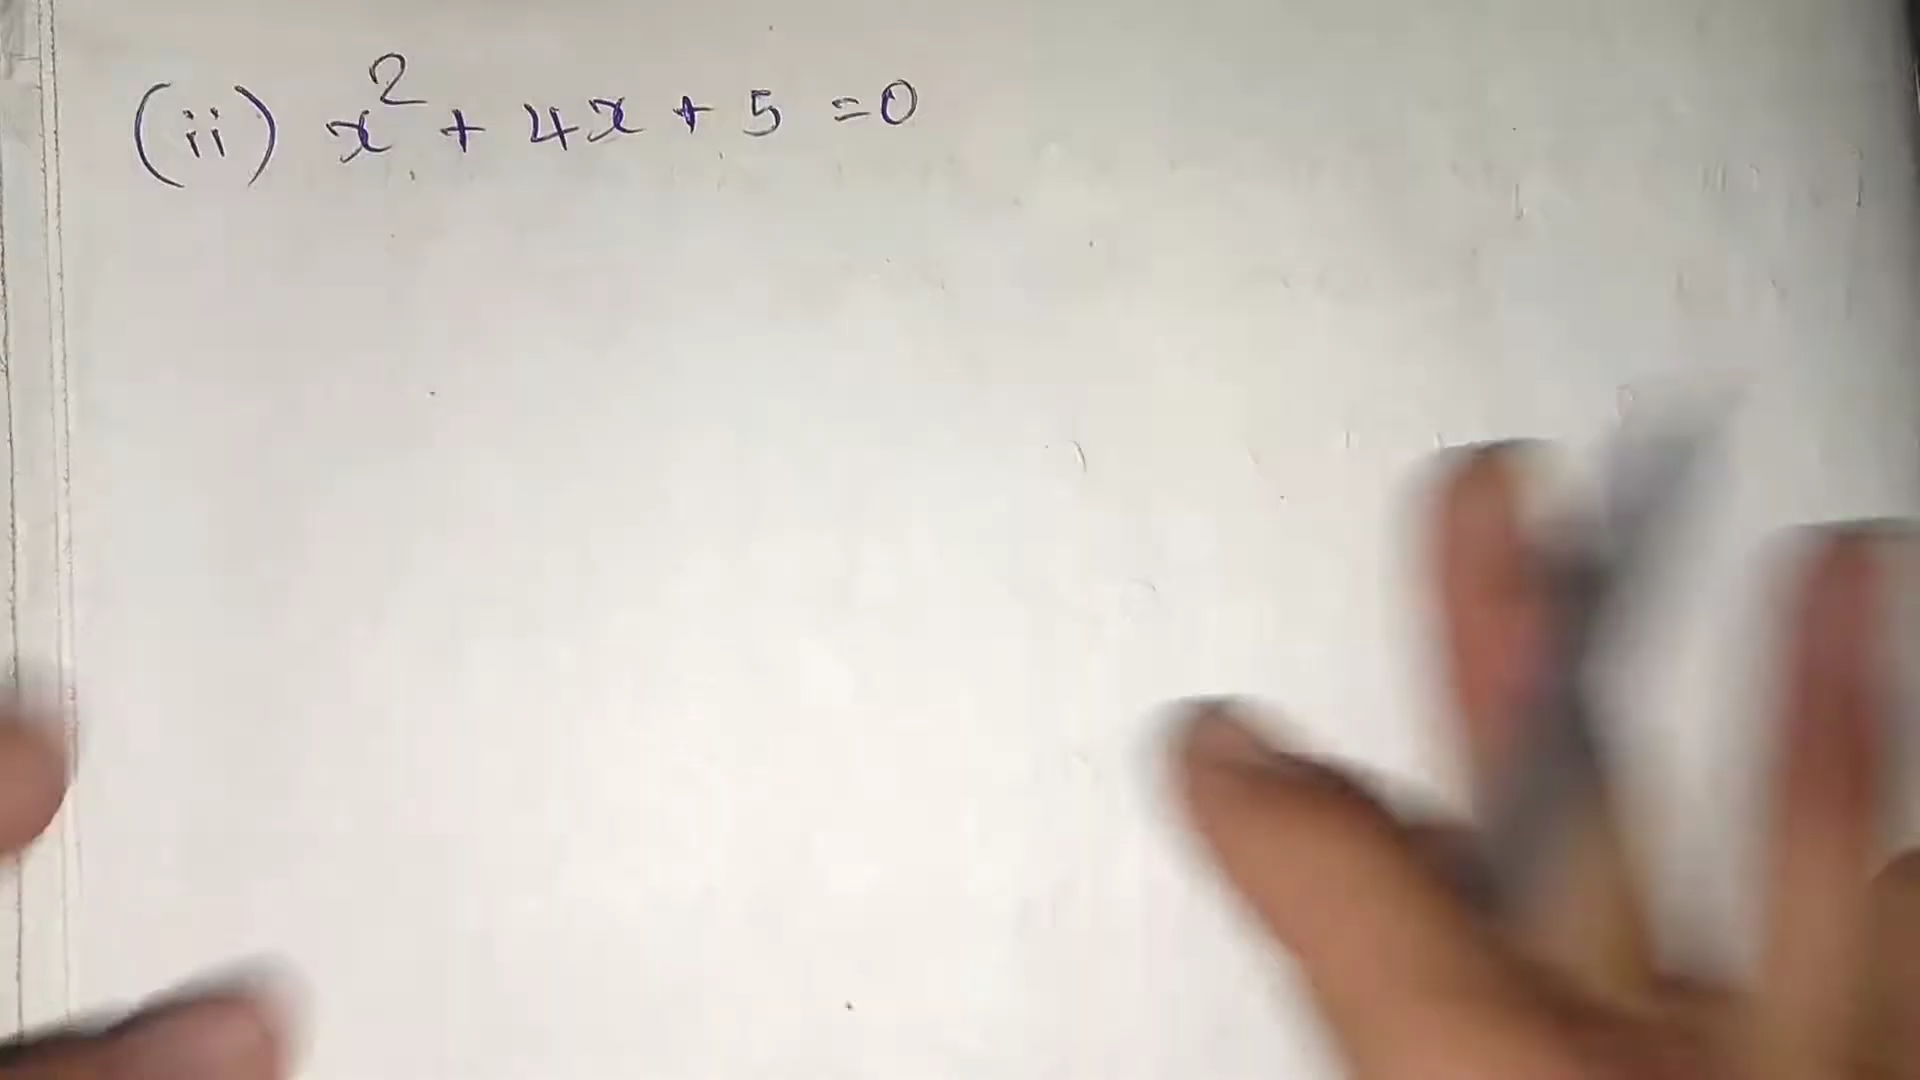 (ii) x² + 4x + 5 = 0